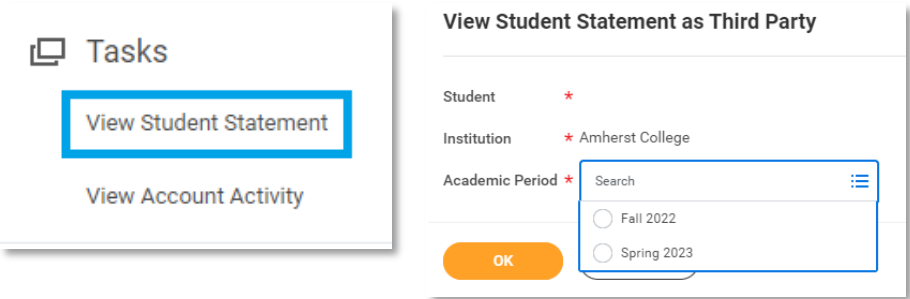 Tasks
View Student Statement
View Account Activity
View Student Statement as Third Party
Student *
Institution * Amherst College
Academic Period * Search
Fall 2022
Spring 2023
OK